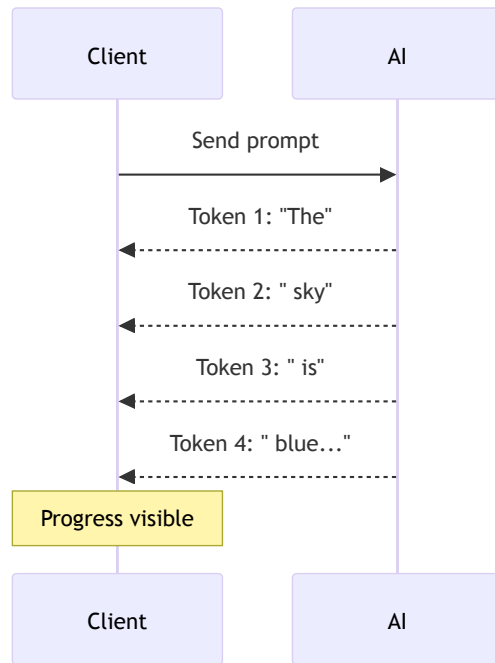 Client
AI
Send prompt
Token 1: "The"
Token 2: " sky"
Token 3: " is"
Token 4: " blue..."
Progress visible
Client
AI